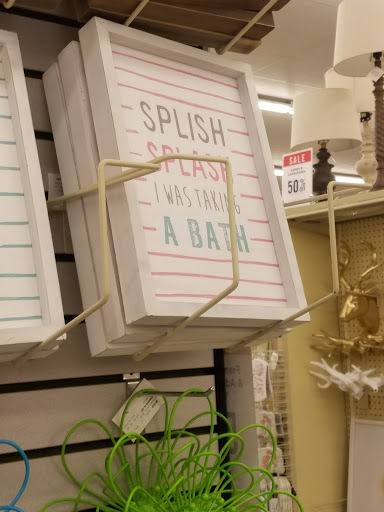 SPLISH
SPLASH
I WAS TAKING
A BATH
SALE
50%